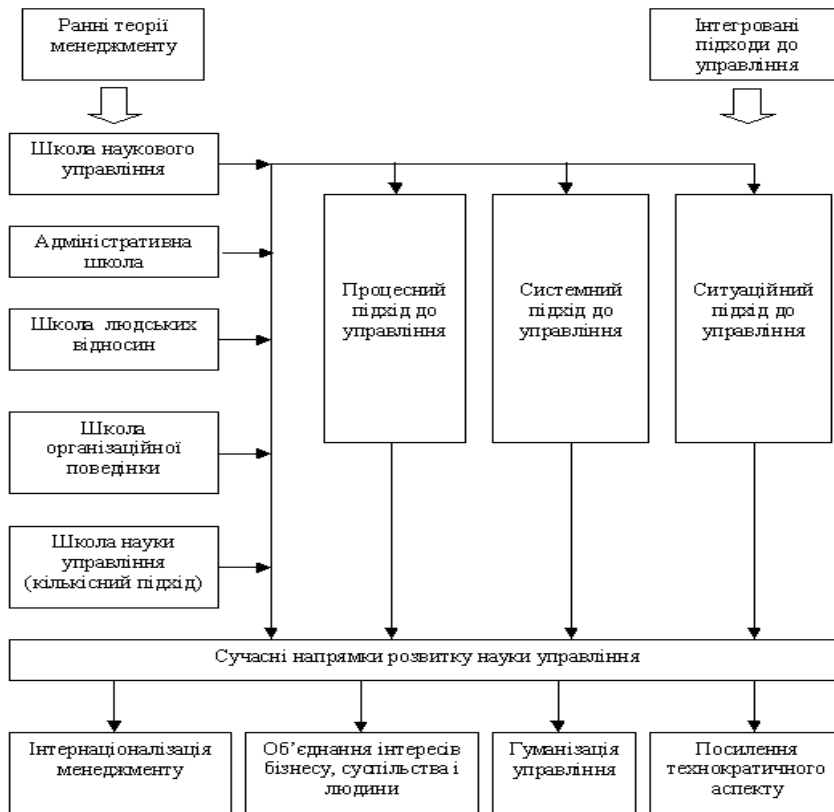 Ранні теорії
менеджменту
Інтегровані
підходи до
управління
Школа наукового
управління
Адміністративна
школа
Школа людських
відносин
Школа
організаційної
поведінки
Школа науки
управління
(кількісний підхід)
Процесний
підхід до
управління
Системний
підхід до
управління
Ситуаційний
підхід до
управління
Сучасні напрямки розвитку науки управління
Інтернаціоналізація
менеджменту
Об’єднання інтересів
бізнесу, суспільства і
людини
Гуманізація
управління
Посилення
технократичного
аспекту